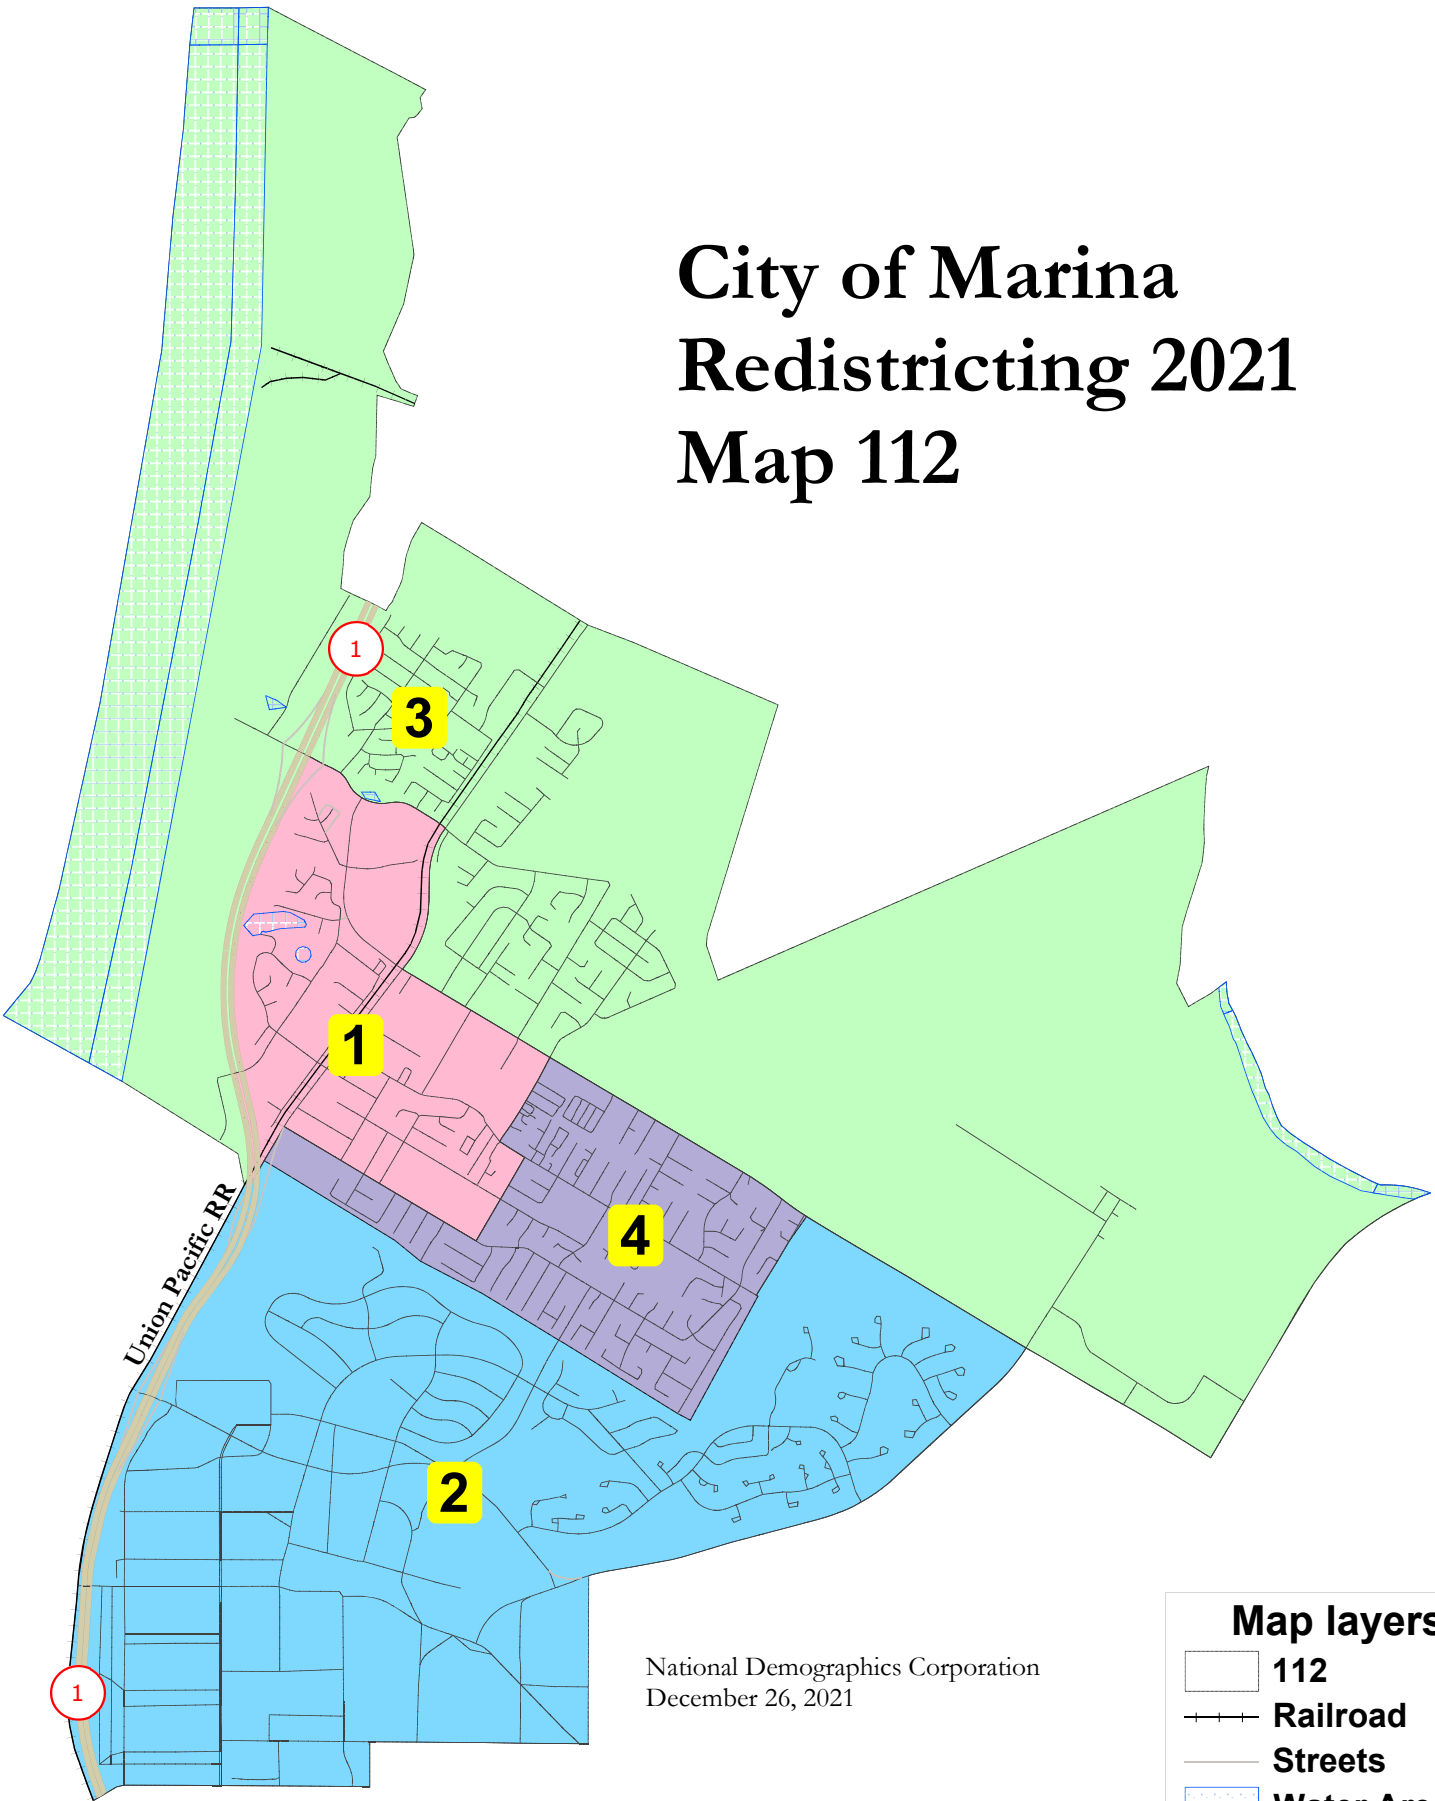 City of Marina
Redistricting 2021
Map 112
1
3
1
4
Union Pacific RR
2
1
National Demographics Corporation
December 26, 2021
Map layers
112
Railroad
Streets
Water